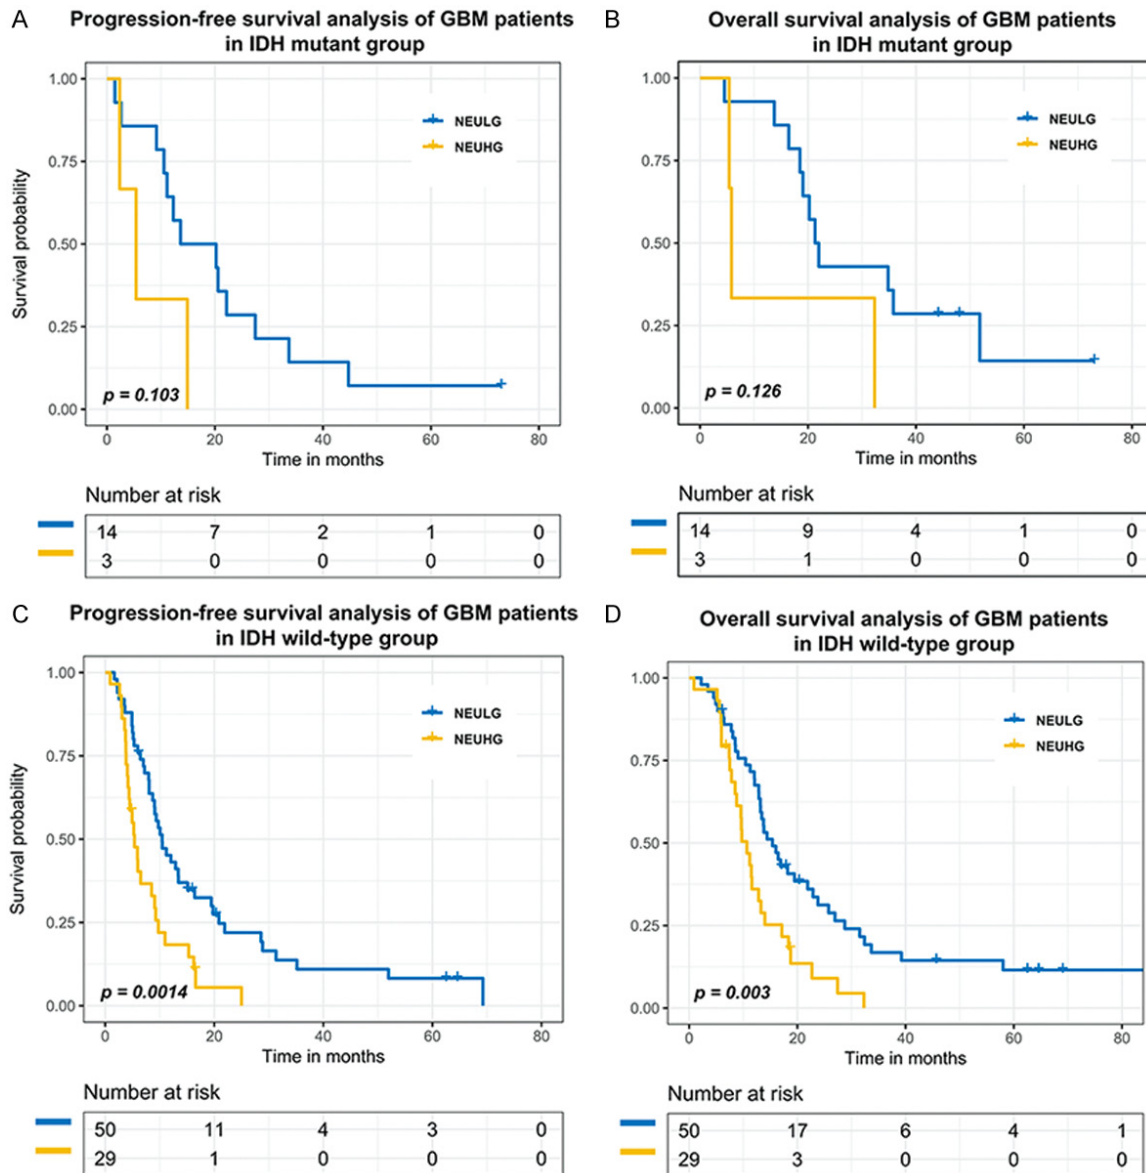 A
Progression-free survival analysis of GBM patients
in IDH mutant group
Survival probability
1.00
0.75
0.50
0.25
0.00
NEULG
NEUHG
p = 0.103
0 20 40 60 80
Time in months
Number at risk
14 7 2 1 0
3 0 0 0 0
B
Overall survival analysis of GBM patients
in IDH mutant group
1.00
0.75
0.50
0.25
0.00
NEULG
NEUHG
p = 0.126
0 20 40 60 80
Time in months
Number at risk
14 9 4 1 0
3 1 0 0 0
C
Progression-free survival analysis of GBM patients
in IDH wild-type group
Survival probability
1.00
0.75
0.50
0.25
0.00
NEULG
NEUHG
p = 0.0014
0 20 40 60 80
Time in months
Number at risk
50 11 4 3 0
29 1 0 0 0
D
Overall survival analysis of GBM patients
in IDH wild-type group
1.00
0.75
0.50
0.25
0.00
NEULG
NEUHG
p = 0.003
0 20 40 60 80
Time in months
Number at risk
50 17 6 4 1
29 3 0 0 0